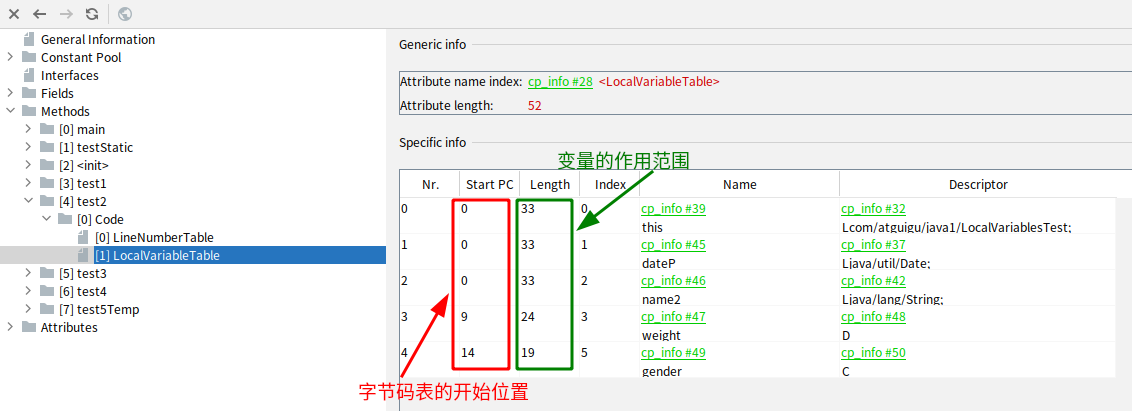 General Information
Constant Pool
Interfaces
Fields
Methods
[0] main
[1] testStatic
[2] <init>
[3] test1
[4] test2
[0] Code
[0] LineNumberTable
[1] LocalVariableTable
[5] test3
[6] test4
[7] test5Temp
Attributes
Generic info
Attribute name index: cp_info #28 <LocalVariableTable>
Attribute length: 52
Specific info
变量的作用范围
Nr. Start PC Length Index Name Descriptor
0 0 33 0 cp_info #39 cp_info #32
this Lcom/atguigu/java1/LocalVariablesTest;
1 0 33 1 cp_info #45 cp_info #37
dateP Ljava/util/Date;
2 0 33 2 cp_info #46 cp_info #42
name2 Ljava/lang/String;
3 9 24 3 cp_info #47 cp_info #48
weight D
4 14 19 5 cp_info #49 cp_info #50
gender C
字节码表的开始位置